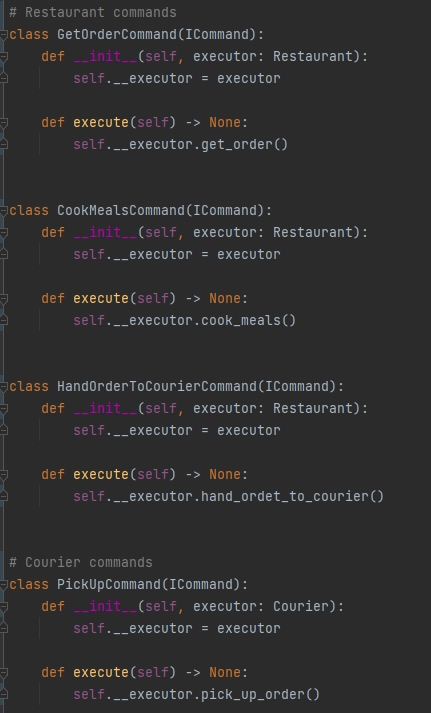 # Restaurant commands
class GetOrderCommand(ICommand):
    def __init__(self, executor: Restaurant):
        self.__executor = executor
    def execute(self) -> None:
        self.__executor.get_order()
class CookMealsCommand(ICommand):
    def __init__(self, executor: Restaurant):
        self.__executor = executor
    def execute(self) -> None:
        self.__executor.cook_meals()
class HandOrderToCourierCommand(ICommand):
    def __init__(self, executor: Restaurant):
        self.__executor = executor
    def execute(self) -> None:
        self.__executor.hand_ordet_to_courier()
# Courier commands
class PickUpCommand(ICommand):
    def __init__(self, executor: Courier):
        self.__executor = executor
    def execute(self) -> None:
        self.__executor.pick_up_order()